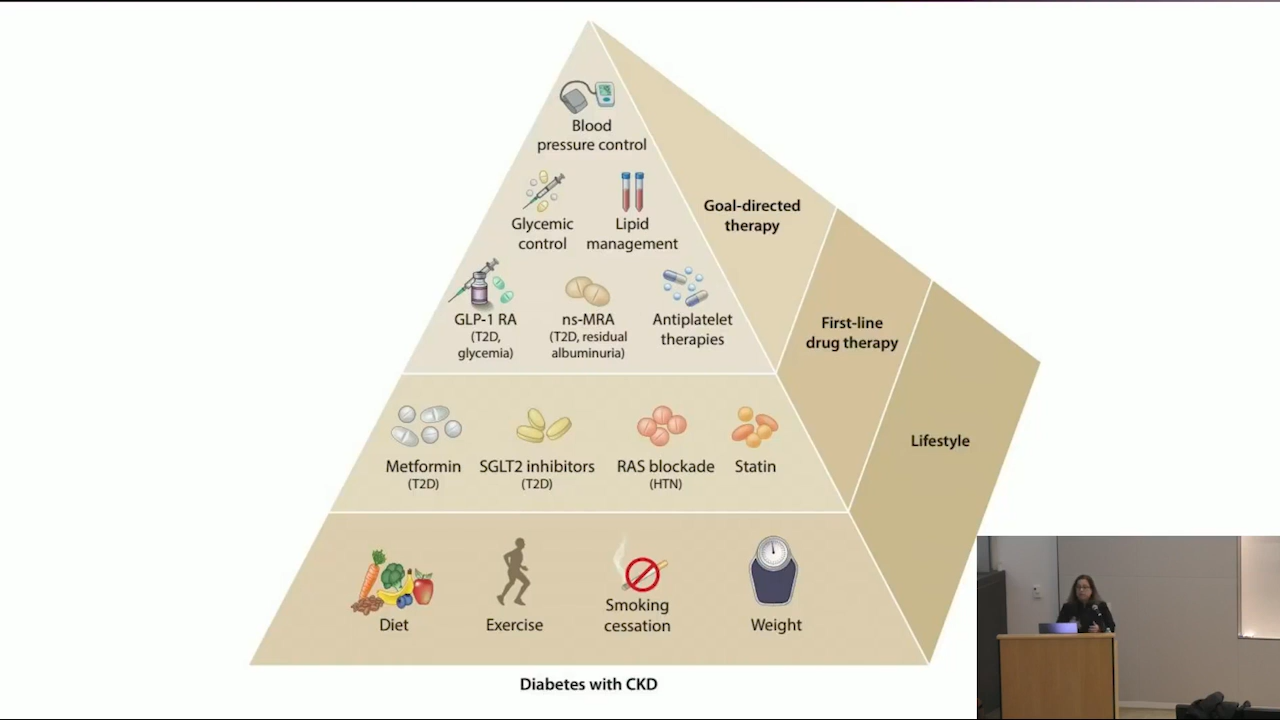 Blood
pressure control
Glycemic
control
Lipid
management
Goal-directed
therapy
GLP-1 RA
(T2D,
glycemia)
ns-MRA
(T2D, residual
albuminuria)
Antiplatelet
therapies
First-line
drug therapy
Metformin
(T2D)
SGLT2 inhibitors
(T2D)
RAS blockade
(HTN)
Statin
Lifestyle
Diet
Exercise
Smoking
cessation
Weight
Diabetes with CKD